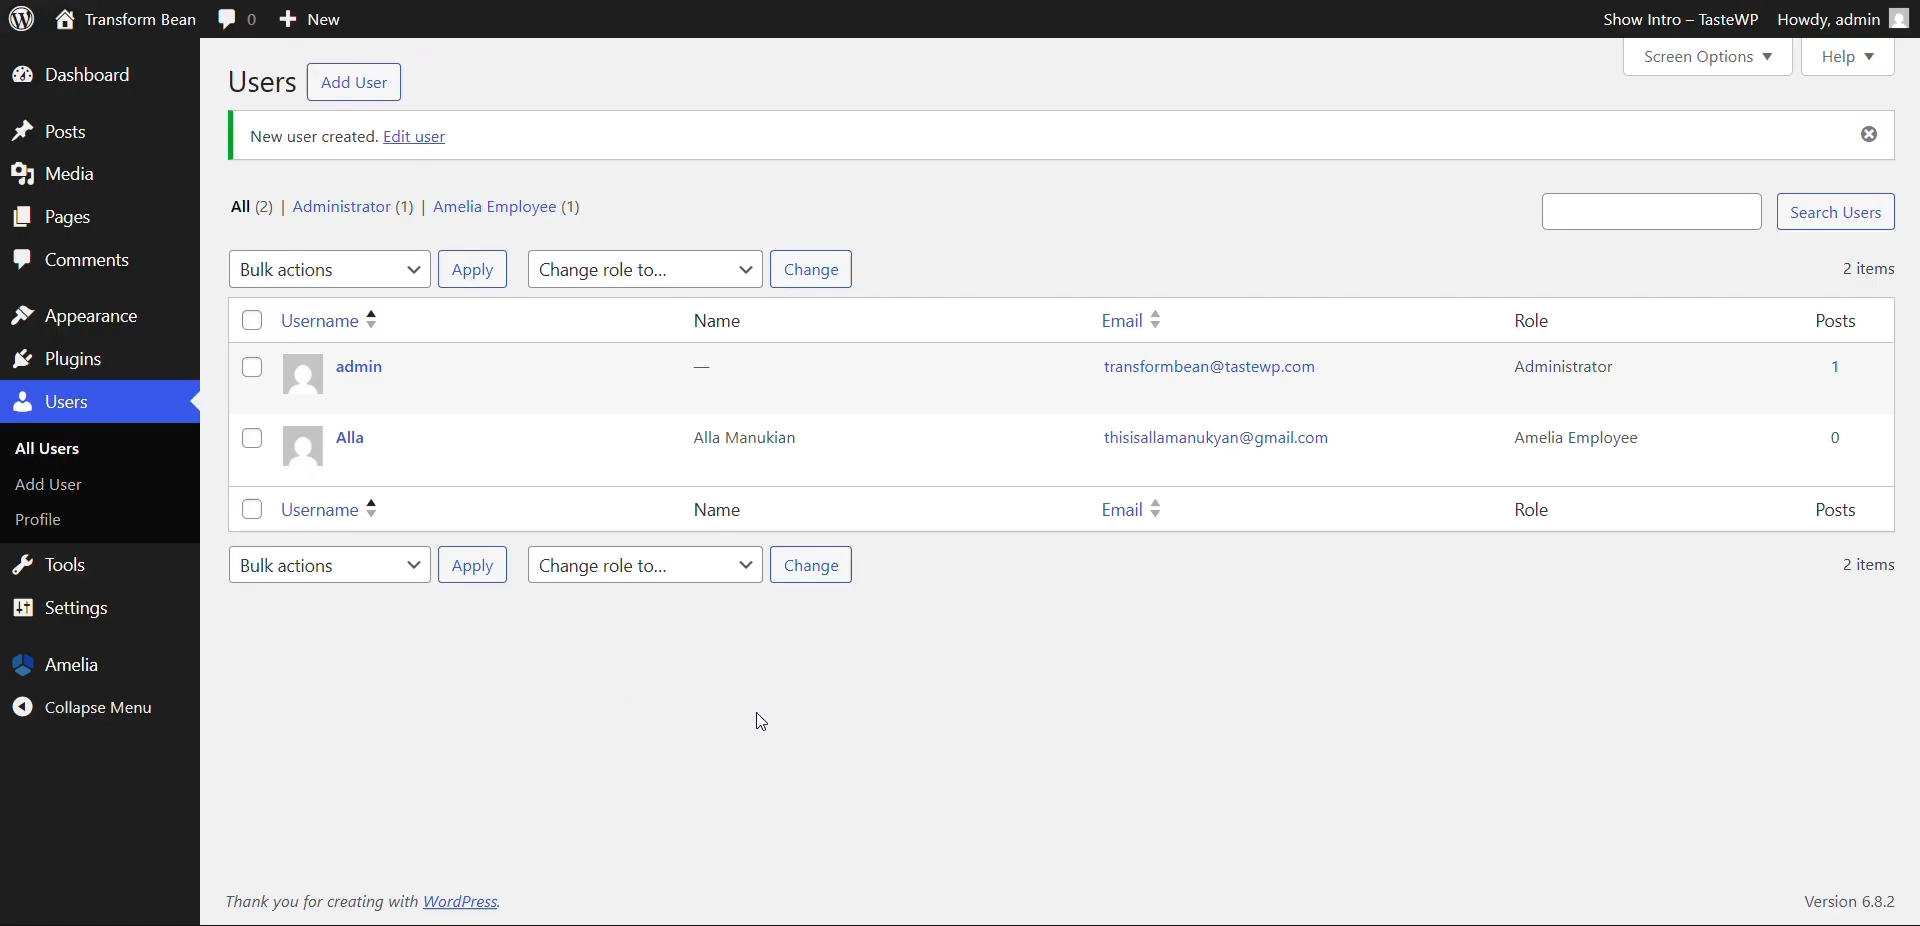 Transform Bean 0 New Show Intro – TasteWP Howdy, admin
Dashboard
Posts
Media
Pages
Comments
Appearance
Plugins
Users
All Users
Add User
Profile
Tools
Settings
Amelia
Collapse Menu
Screen Options Help
Users Add User
New user created. Edit user
All (2) | Administrator (1) | Amelia Employee (1) Search Users
Bulk actions Apply Change role to... Change 2 items
Username Name Email Role Posts
admin — transformbean@tastewp.com Administrator 1
Alla Alla Manukian thisisallamanukyan@gmail.com Amelia Employee 0
Username Name Email Role Posts
Bulk actions Apply Change role to... Change 2 items
Thank you for creating with WordPress. Version 6.8.2